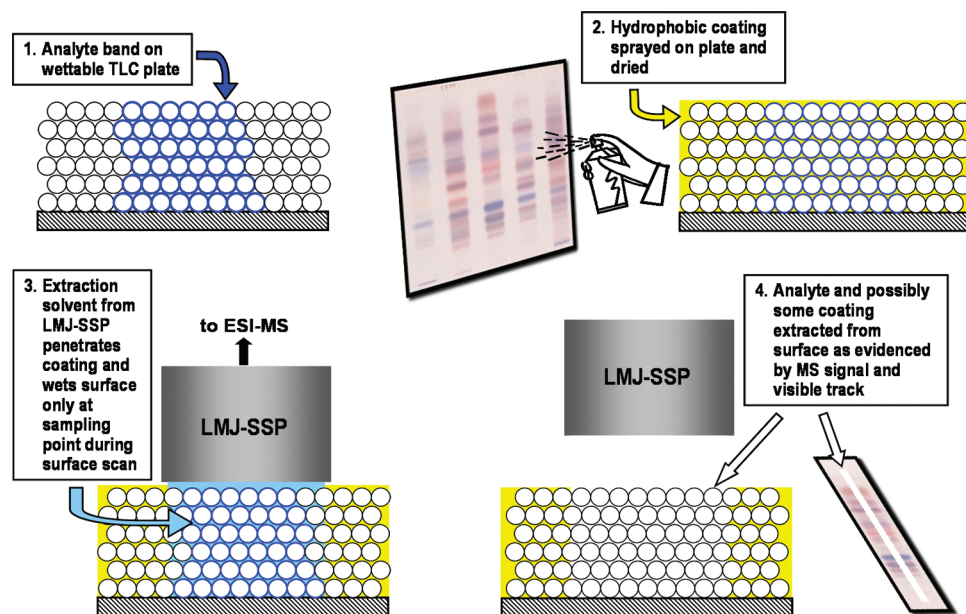 1. Analyte band on
wettable TLC plate
2. Hydrophobic coating
sprayed on plate and
dried
3. Extraction
solvent from
LMJ-SSP
penetrates
coating and
wets surface
only at
sampling
point during
surface scan
to ESI-MS
LMJ-SSP
LMJ-SSP
4. Analyte and possibly
some coating
extracted from
surface as evidenced
by MS signal and
visible track